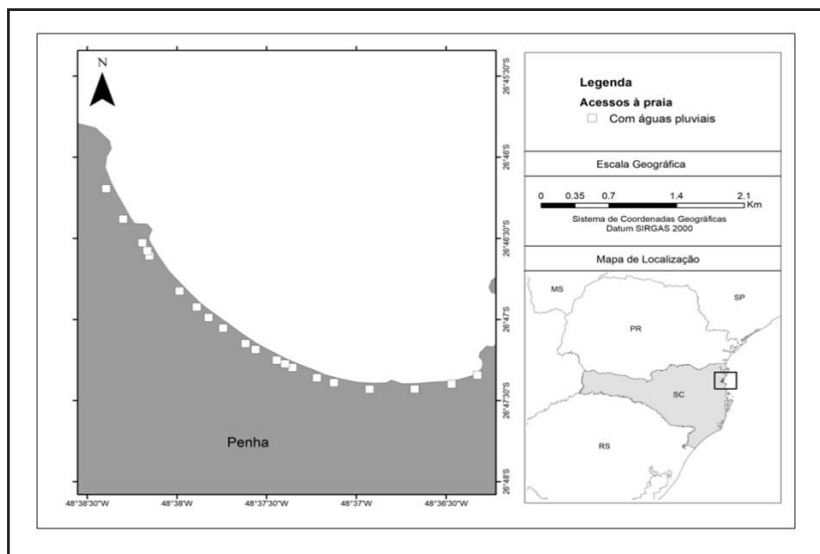 N
26°45'30"S
26°46'S
26°46'30"S
26°47'S
26°47'30"S
26°48'S
48°38'30"W
48°38'W
48°37'30"W
48°37'W
48°36'30"W
Penha
Legenda
Acessos à praia
Com águas pluviais
Escala Geográfica
0 0.35 0.7 1.4 2.1
Km
Sistema de Coordenadas Geográficas
Datum SIRGAS 2000
Mapa de Localização
MS
SP
PR
SC
RS